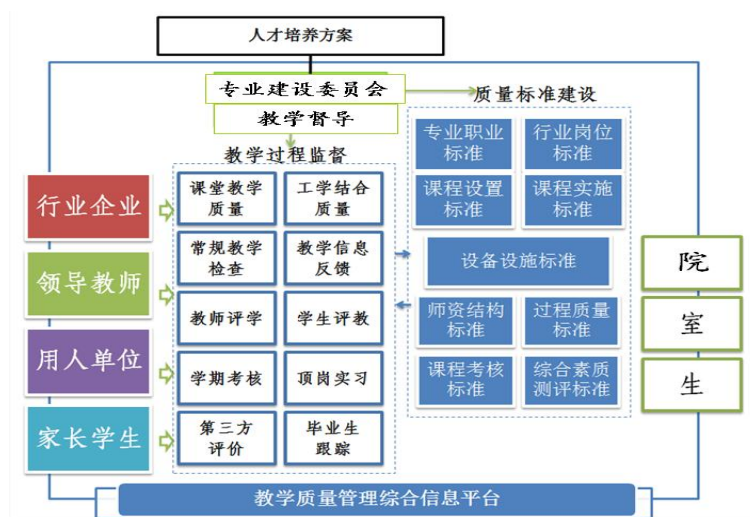 人才培养方案
专业建设委员会
教学督导
质量标准建设
教学过程监督
行业企业
领导教师
用人单位
家长学生
课堂教学
质量
工学结合
质量
常规教学
检查
教学信息
反馈
教师评学
学生评教
学期考核
顶岗实习
第三方
评价
毕业生
跟踪
专业职业
标准
行业岗位
标准
课程设置
标准
课程实施
标准
设备设施标准
师资结构
标准
过程质量
标准
课程考核
标准
综合素质
测评标准
院
室
生
教学质量管理综合信息平台